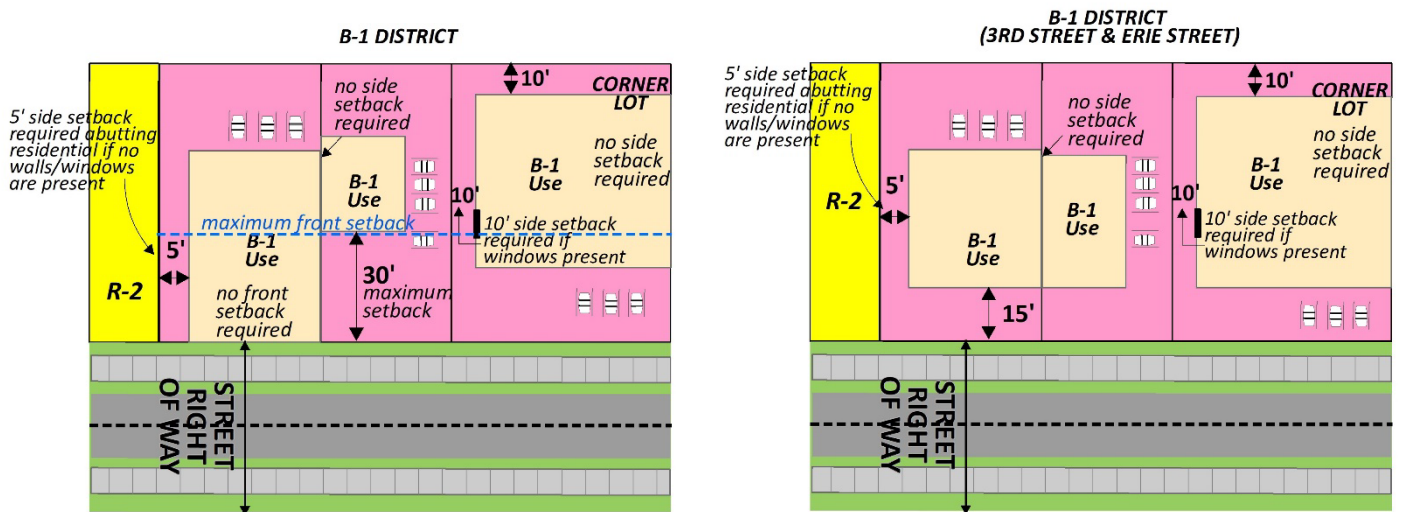 B-1 DISTRICT
5' side setback
required abutting
residential if no
walls/windows
are present
no side
setback
required
10'
CORNER
LOT
no side
setback
required
B-1
Use
B-1
Use
10'
maximum front setback
10' side setback
required if
windows present
5'
B-1
Use
R-2
no front
setback
required
30'
maximum
setback
STREET
RIGHT
OF WAY
B-1 DISTRICT
(3RD STREET & ERIE STREET)
5' side setback
required abutting
residential if no
walls/windows
are present
no side
setback
required
10'
CORNER
LOT
no side
setback
required
B-1
Use
R-2
5'
10'
10' side setback
required if
windows present
B-1
Use
B-1
Use
15'
STREET
RIGHT
OF WAY